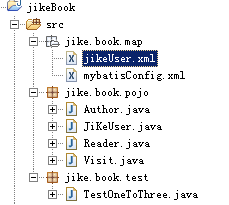 jikeBook
src
jike.book.map
jikeUser.xml
mybatisConfig.xml
jike.book.pojo
Author.java
JiKeUser.java
Reader.java
Visit.java
jike.book.test
TestOneToThree.java